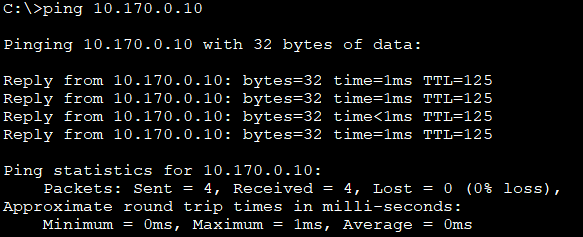 C:\>ping 10.170.0.10
Pinging 10.170.0.10 with 32 bytes of data:
Reply from 10.170.0.10: bytes=32 time=1ms TTL=125
Reply from 10.170.0.10: bytes=32 time=1ms TTL=125
Reply from 10.170.0.10: bytes=32 time<1ms TTL=125
Reply from 10.170.0.10: bytes=32 time=1ms TTL=125
Ping statistics for 10.170.0.10:
    Packets: Sent = 4, Received = 4, Lost = 0 (0% loss),
Approximate round trip times in milli-seconds:
    Minimum = 0ms, Maximum = 1ms, Average = 0ms